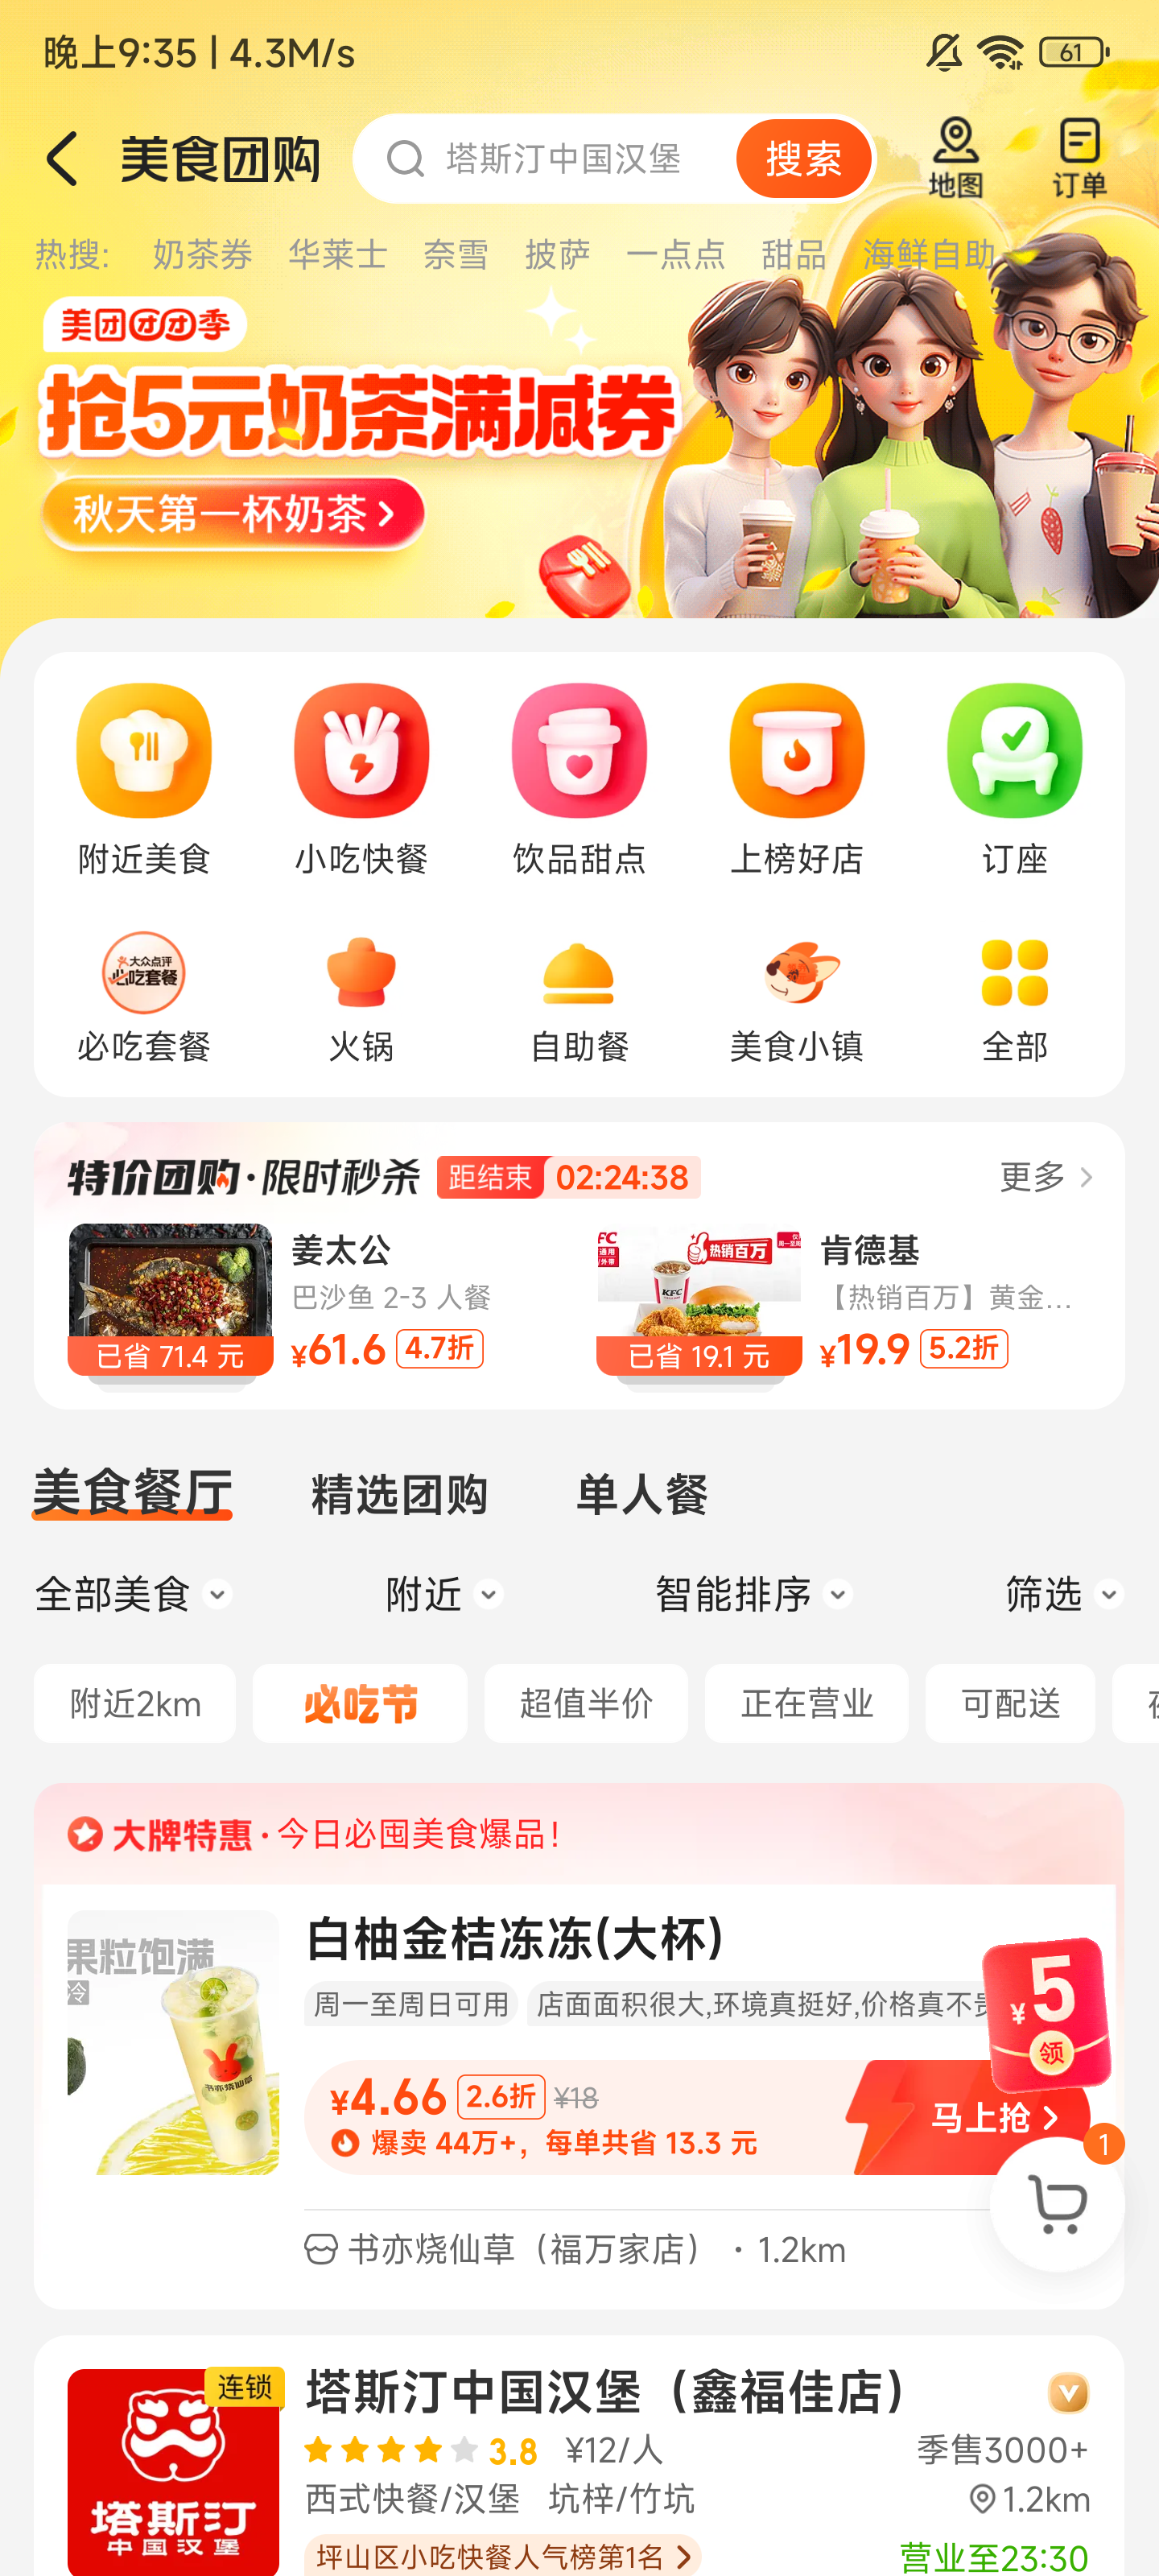 晚上9:35 | 4.3M/s
61
美食团购
塔斯汀中国汉堡
搜索
地图
订单
热搜: 奶茶券 华莱士 奈雪 披萨 一点点 甜品 海鲜自助
美团团团季
抢5元奶茶满减券
秋天第一杯奶茶
附近美食 小吃快餐 饮品甜点 上榜好店 订座
大众点评
必吃套餐
必吃套餐 火锅 自助餐 美食小镇 全部
特价团购·限时秒杀 距结束 02:24:38 更多
姜太公
巴沙鱼 2-3 人餐
已省 71.4 元
¥61.6 4.7折
热销百万
KFC
肯德基
【热销百万】黄金...
已省 19.1 元
¥19.9 5.2折
美食餐厅 精选团购 单人餐
全部美食 附近 智能排序 筛选
附近2km 必吃节 超值半价 正在营业 可配送
大牌特惠·今日必囤美食爆品!
果粒饱满
冷
书亦烧仙草
白柚金桔冻冻(大杯)
周一至周日可用 店面面积很大,环境真挺好,价格真不
¥5
领
¥4.66 2.6折 ¥18
爆卖 44万+，每单共省 13.3 元
马上抢
1
书亦烧仙草（福万家店） · 1.2km
连锁
塔斯汀
中国汉堡
塔斯汀中国汉堡（鑫福佳店）
3.8 ¥12/人 季售3000+
西式快餐/汉堡 坑梓/竹坑 1.2km
坪山区小吃快餐人气榜第1名 营业至23:30